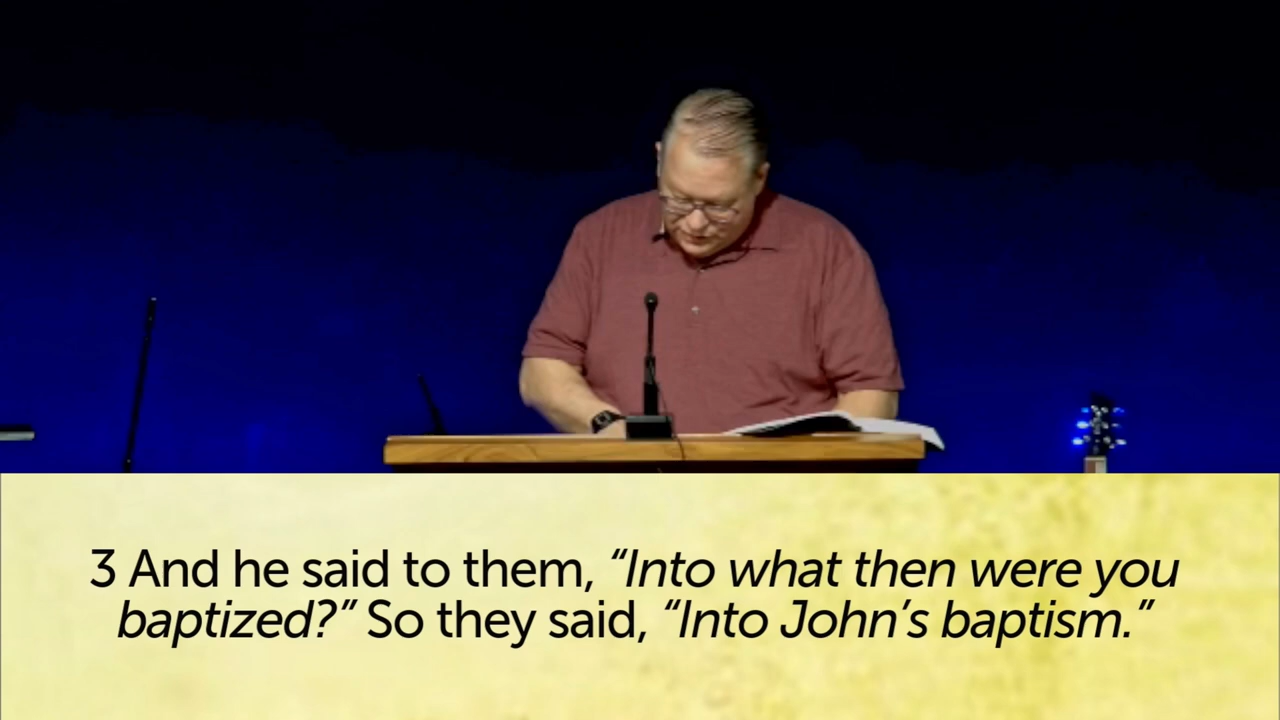 3 And he said to them, “Into what then were you
baptized?” So they said, “Into John’s baptism.”